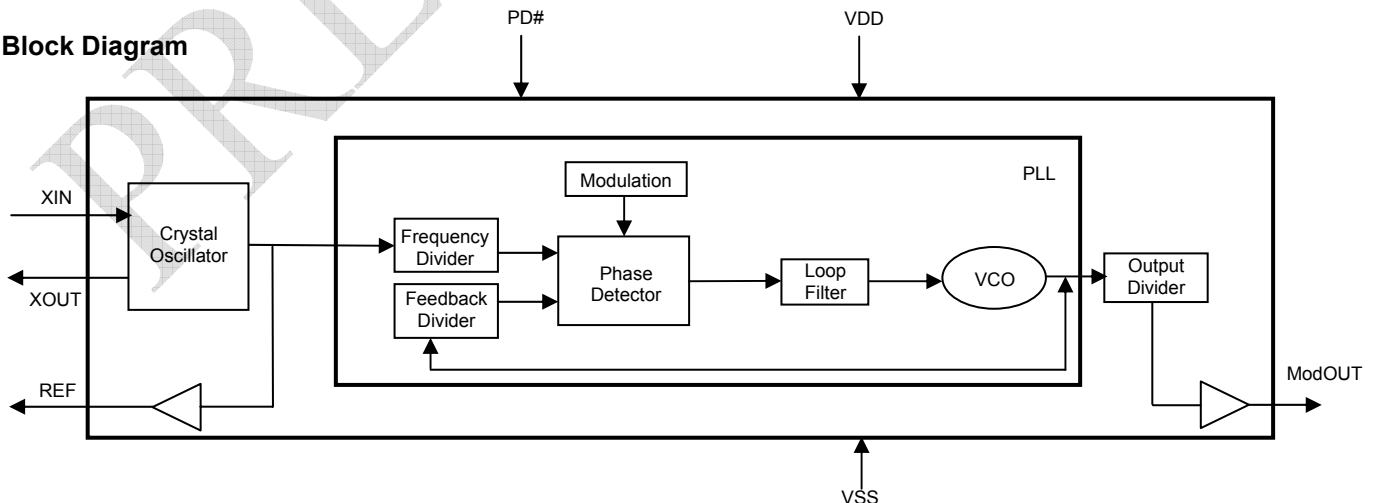 PD#
VDD
Block Diagram
PLL
Modulation
XIN
Crystal
Oscillator
Frequency
Divider
Phase
Detector
Loop
Filter
VCO
Output
Divider
XOUT
Feedback
Divider
REF
ModOUT
VSS